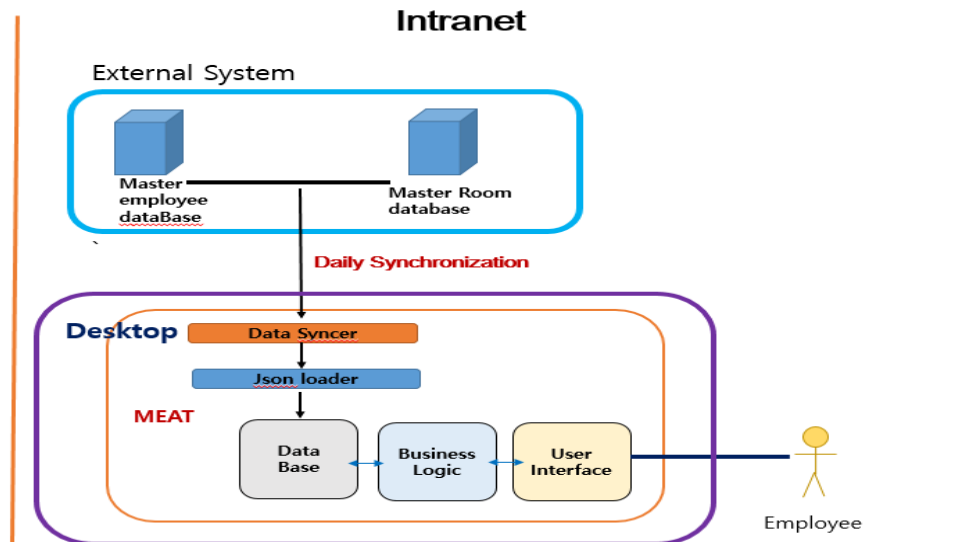 Intranet
External System
Master
employee
dataBase
Master Room
database
`
Daily Synchronization
Desktop
Data Syncer
Json loader
MEAT
Data
Base
Business
Logic
User
Interface
Employee